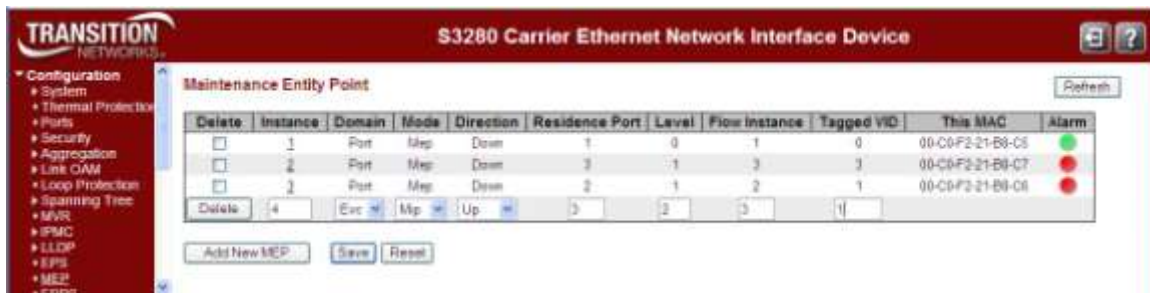 TRANSITION
NETWORKS
S3280 Carrier Ethernet Network Interface Device
?
Configuration
System
Thermal Protection
Ports
Security
Aggregation
Link OAM
Loop Protection
Spanning Tree
MVR
IPMC
LLDP
EPS
MEP
ERPS
Maintenance Entity Point
Refresh
Delete Instance Domain Mode Direction Residence Port Level Flow Instance Tagged VID This MAC Alarm
1 Port Mep Down 1 0 1 0 00-C0-F2-21-B8-C5
2 Port Mep Down 3 1 3 3 00-C0-F2-21-B8-C7
3 Port Mep Down 2 1 2 1 00-C0-F2-21-B8-C6
Delete 4 Evc Mip Up 3 2 3 1
Add New MEP Save Reset